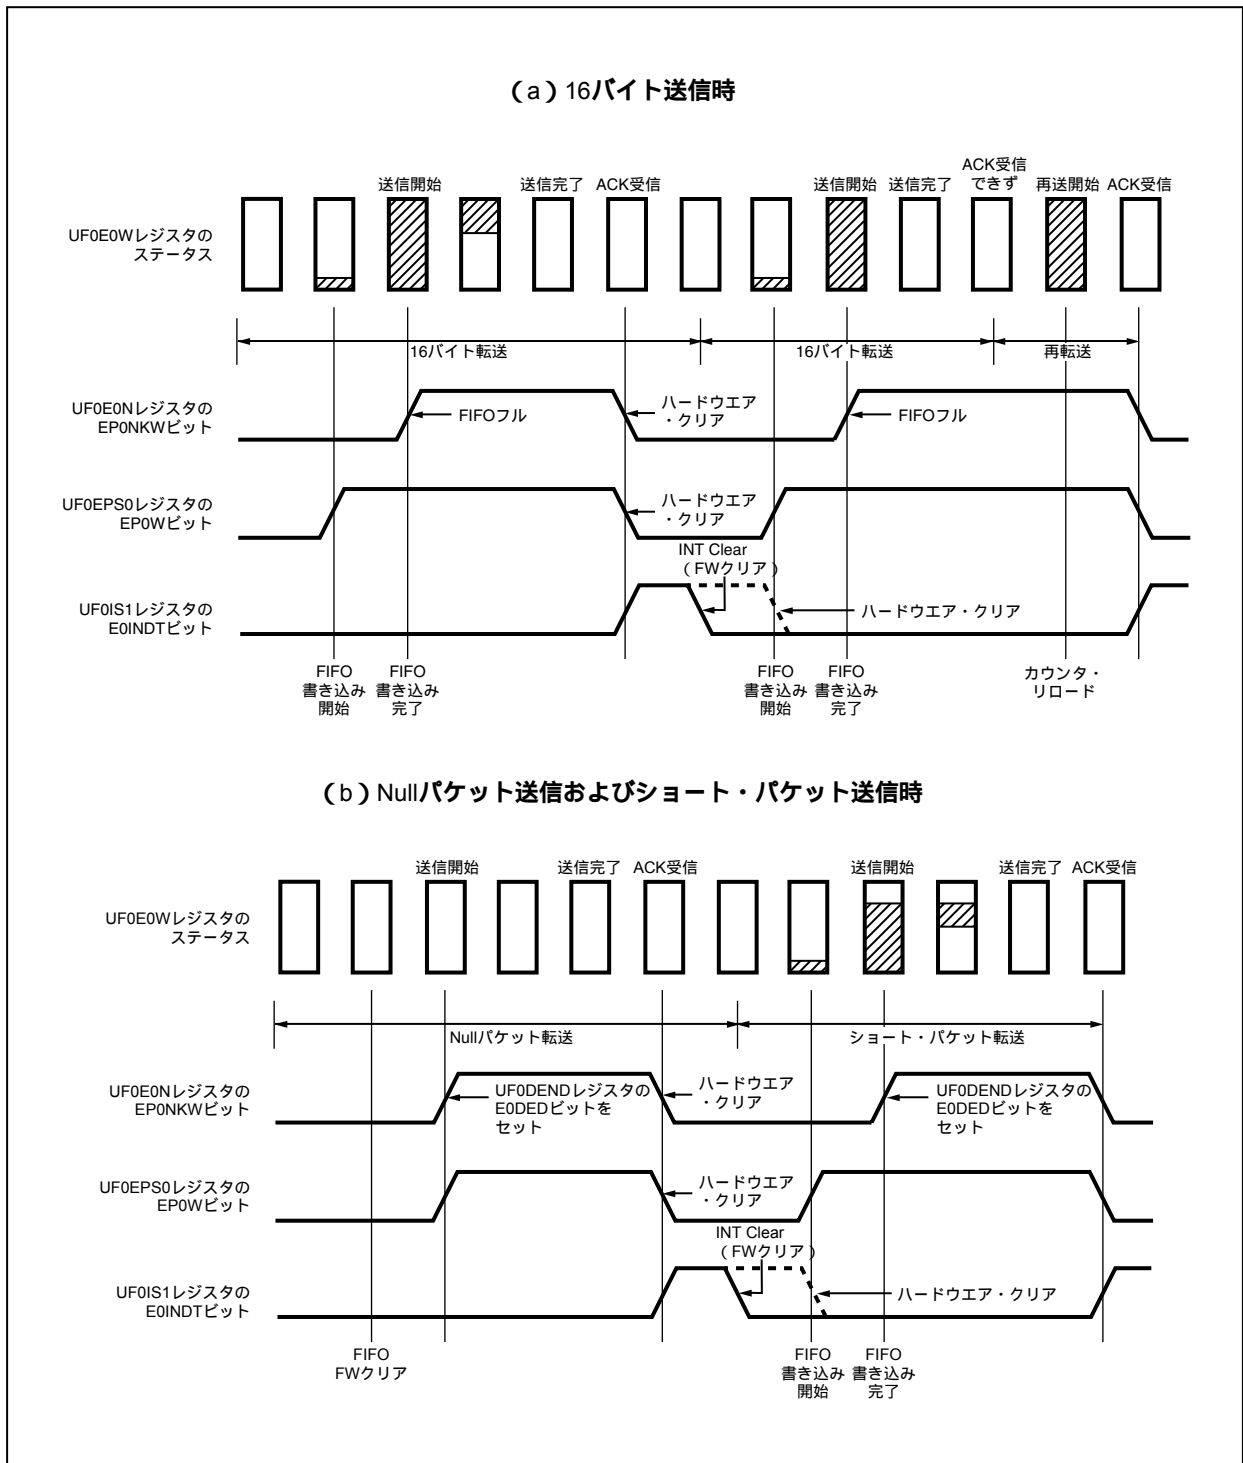 (a)16バイト送信時
送信開始
送信完了
ACK受信
送信開始
送信完了
ACK受信
できず
再送開始
ACK受信
UF0E0Wレジスタの
ステータス
16バイト転送
16バイト転送
再転送
UF0E0Nレジスタの
EP0NKWビット
FIFOフル
ハードウエア
・クリア
FIFOフル
UF0EPS0レジスタの
EP0Wビット
ハードウエア
・クリア
INT Clear
(FWクリア)
UF0IS1レジスタの
E0INDTビット
ハードウエア・クリア
FIFO
書き込み
開始
FIFO
書き込み
完了
FIFO
書き込み
開始
FIFO
書き込み
完了
カウンタ・
リロード
(b)Nullパケット送信およびショート・パケット送信時
送信開始
送信完了
ACK受信
送信開始
送信完了
ACK受信
UF0E0Wレジスタの
ステータス
Nullパケット転送
ショート・パケット転送
UF0E0Nレジスタの
EP0NKWビット
UF0DENDレジスタの
E0DEDビットを
セット
ハードウエア
・クリア
UF0DENDレジスタの
E0DEDビットを
セット
UF0EPS0レジスタの
EP0Wビット
ハードウエア
・クリア
INT Clear
(FWクリア)
UF0IS1レジスタの
E0INDTビット
ハードウエア・クリア
FIFO
FWクリア
FIFO
書き込み
開始
FIFO
書き込み
完了